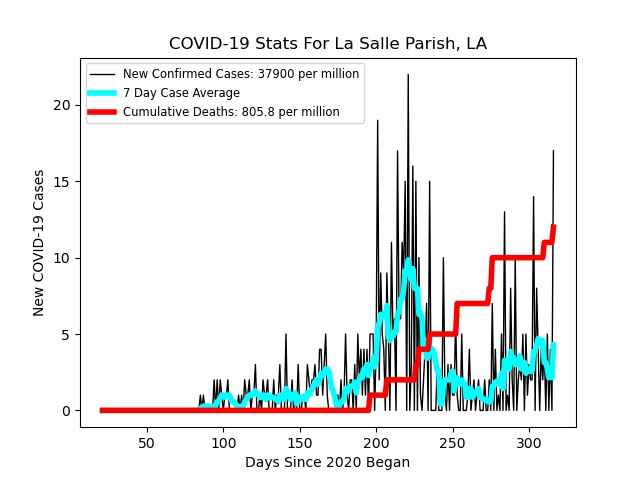 COVID-19 Stats For La Salle Parish, LA
New Confirmed Cases: 37900 per million
7 Day Case Average
Cumulative Deaths: 805.8 per million
New COVID-19 Cases
20
15
10
5
0
50 100 150 200 250 300
Days Since 2020 Began